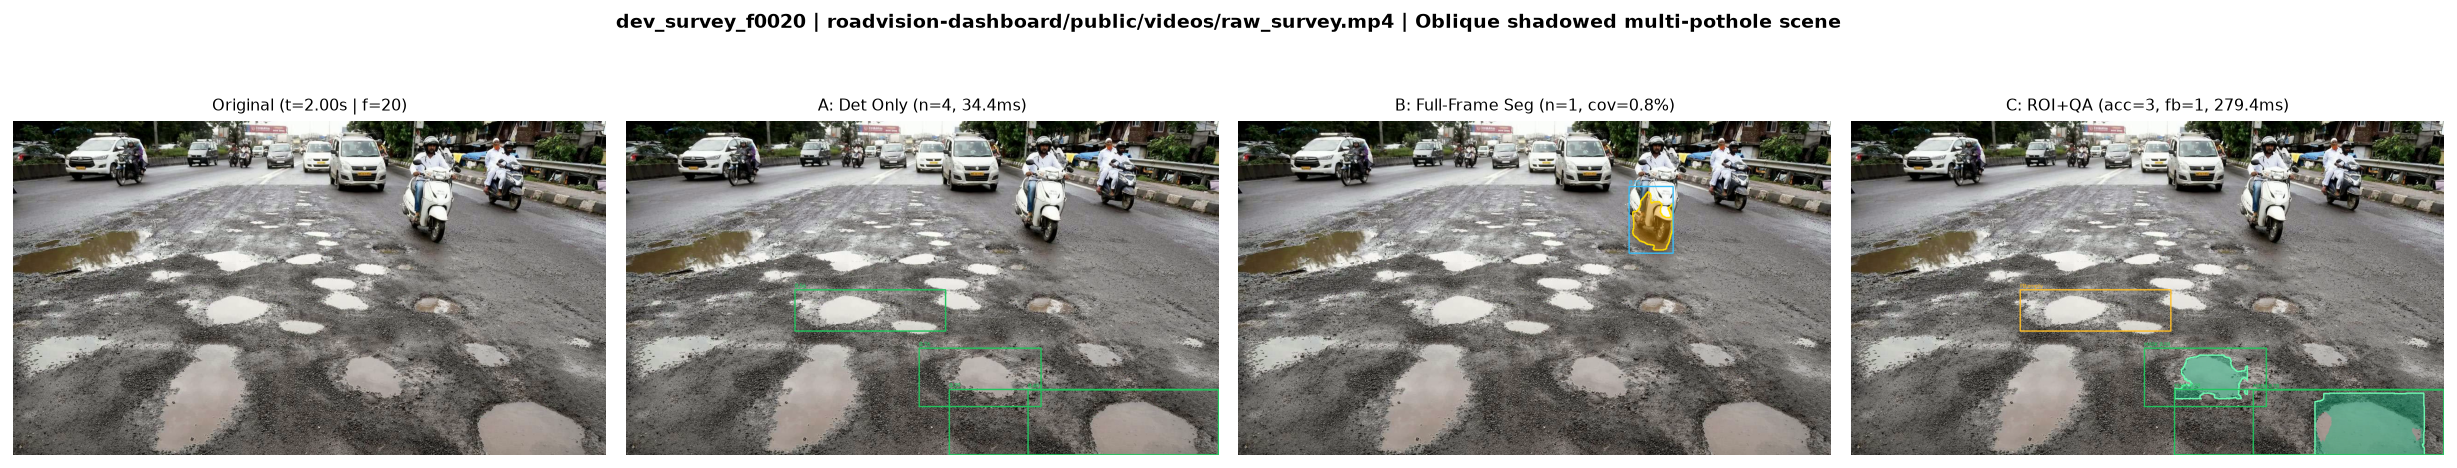 dev_survey_f0020 | roadvision-dashboard/public/videos/raw_survey.mp4 | Oblique shadowed multi-pothole scene
Original (t=2.00s | f=20)
A: Det Only (n=4, 34.4ms)
B: Full-Frame Seg (n=1, cov=0.8%)
C: ROI+QA (acc=3, fb=1, 279.4ms)